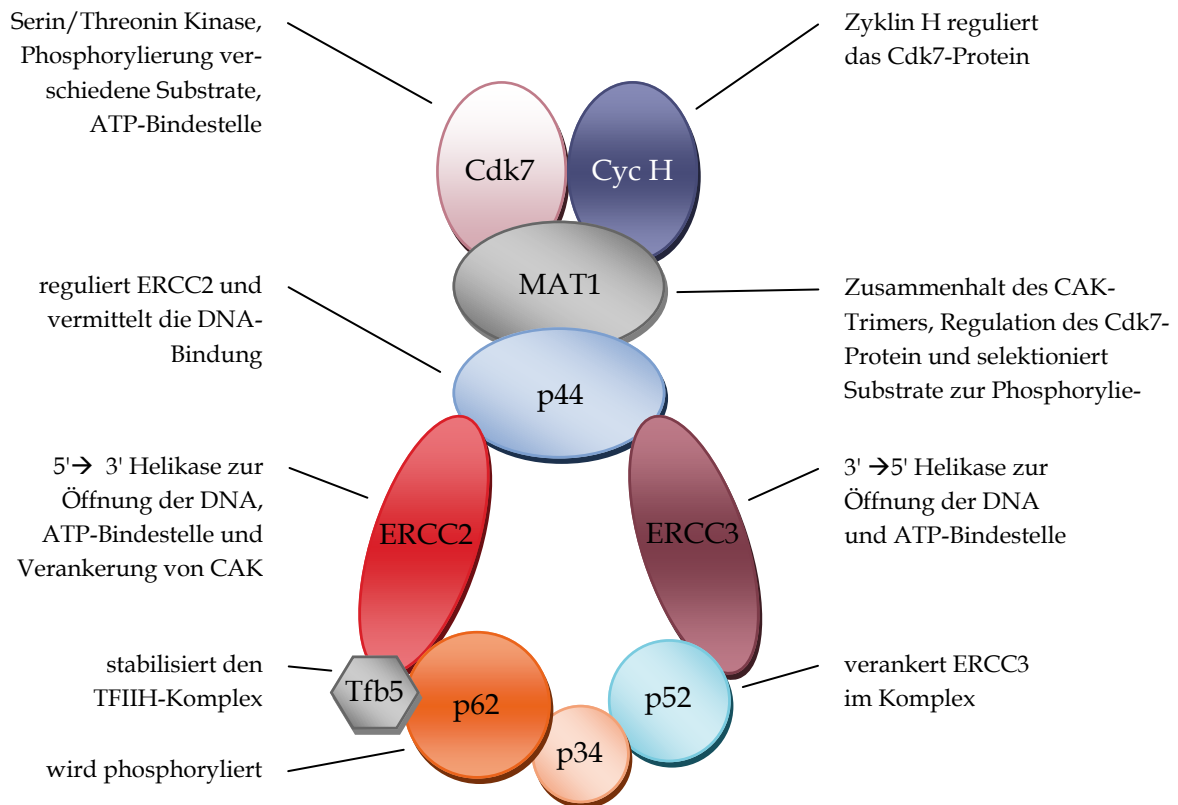 Serin/Threonin Kinase,
Phosphorylierung ver-
schiedene Substrate,
ATP-Bindestelle
Zyklin H reguliert
das Cdk7-Protein
Cdk7
Cyc H
MAT1
reguliert ERCC2 und
vermittelt die DNA-
Bindung
Zusammenhalt des CAK-
Trimers, Regulation des Cdk7-
Protein und selektioniert
Substrate zur Phosphorylie-
p44
5'→ 3' Helikase zur
Öffnung der DNA,
ATP-Bindestelle und
Verankerung von CAK
ERCC2
ERCC3
3' →5' Helikase zur
Öffnung der DNA
und ATP-Bindestelle
stabilisiert den
TFIIH-Komplex
Tfb5
p62
p34
p52
verankert ERCC3
im Komplex
wird phosphoryliert